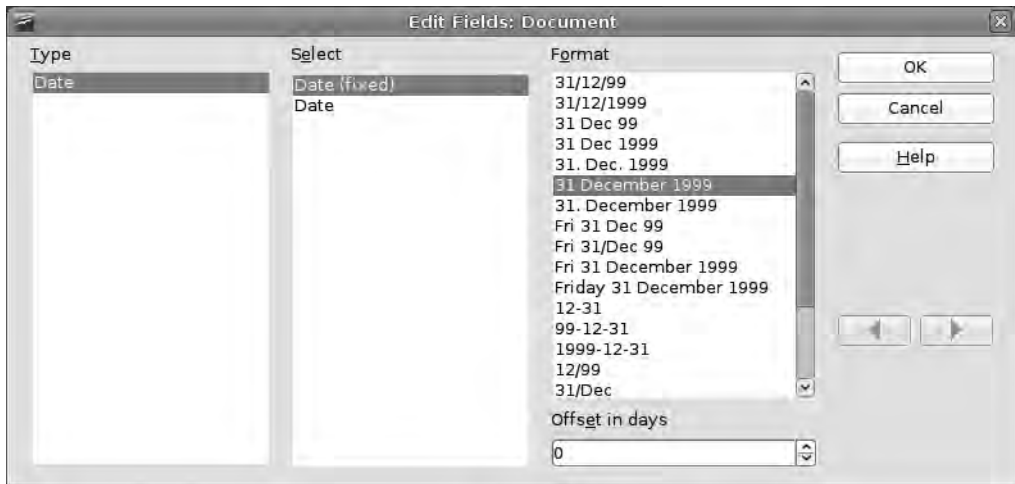 Edit Fields: Document
Type
Date
Select
Date (fixed)
Date
Format
31/12/99
31/12/1999
31 Dec 99
31 Dec 1999
31. Dec. 1999
31 December 1999
31. December 1999
Fri 31 Dec 99
Fri 31/Dec 99
Fri 31 December 1999
Friday 31 December 1999
12-31
99-12-31
1999-12-31
12/99
31/Dec
Offset in days
0
OK
Cancel
Help